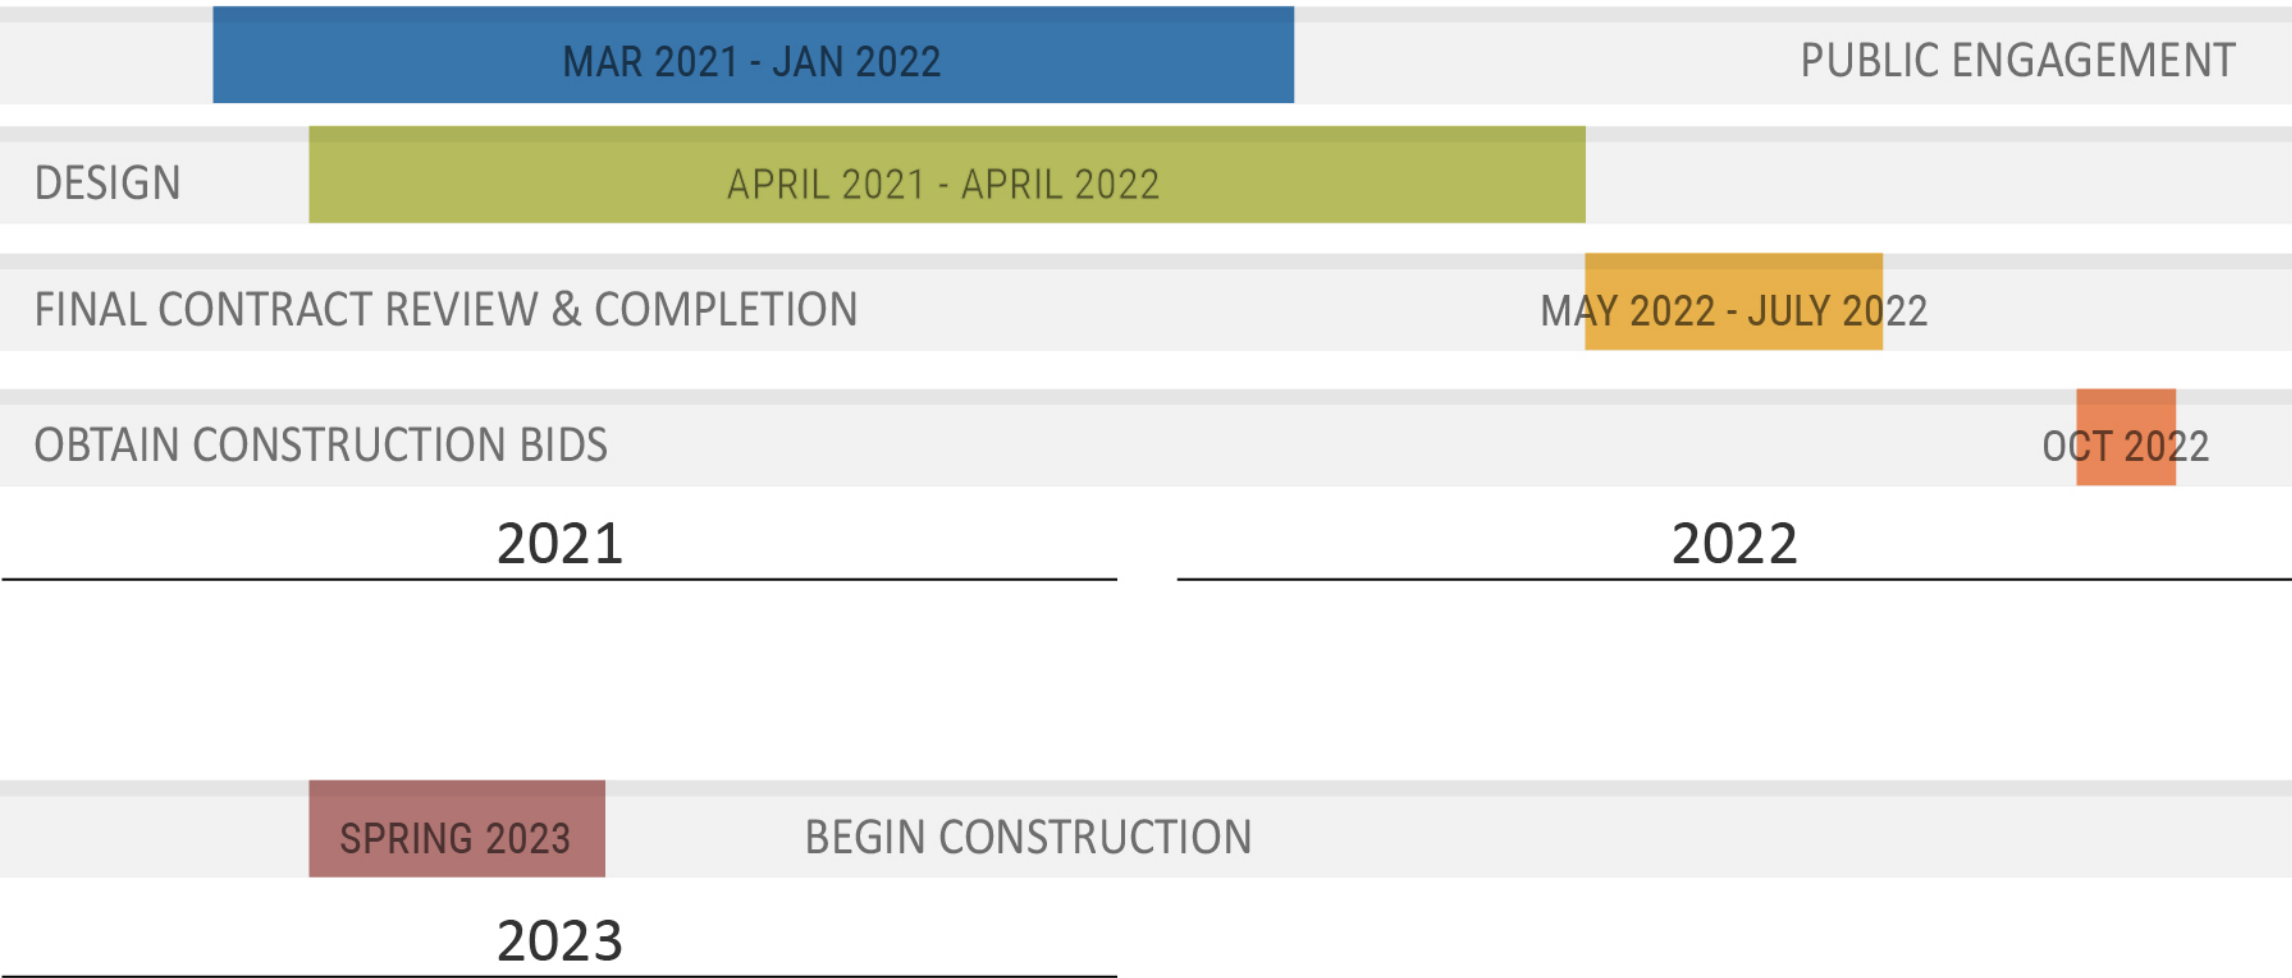 MAR 2021 - JAN 2022 PUBLIC ENGAGEMENT
DESIGN APRIL 2021 - APRIL 2022
FINAL CONTRACT REVIEW & COMPLETION MAY 2022 - JULY 2022
OBTAIN CONSTRUCTION BIDS OCT 2022
2021 2022
SPRING 2023 BEGIN CONSTRUCTION
2023